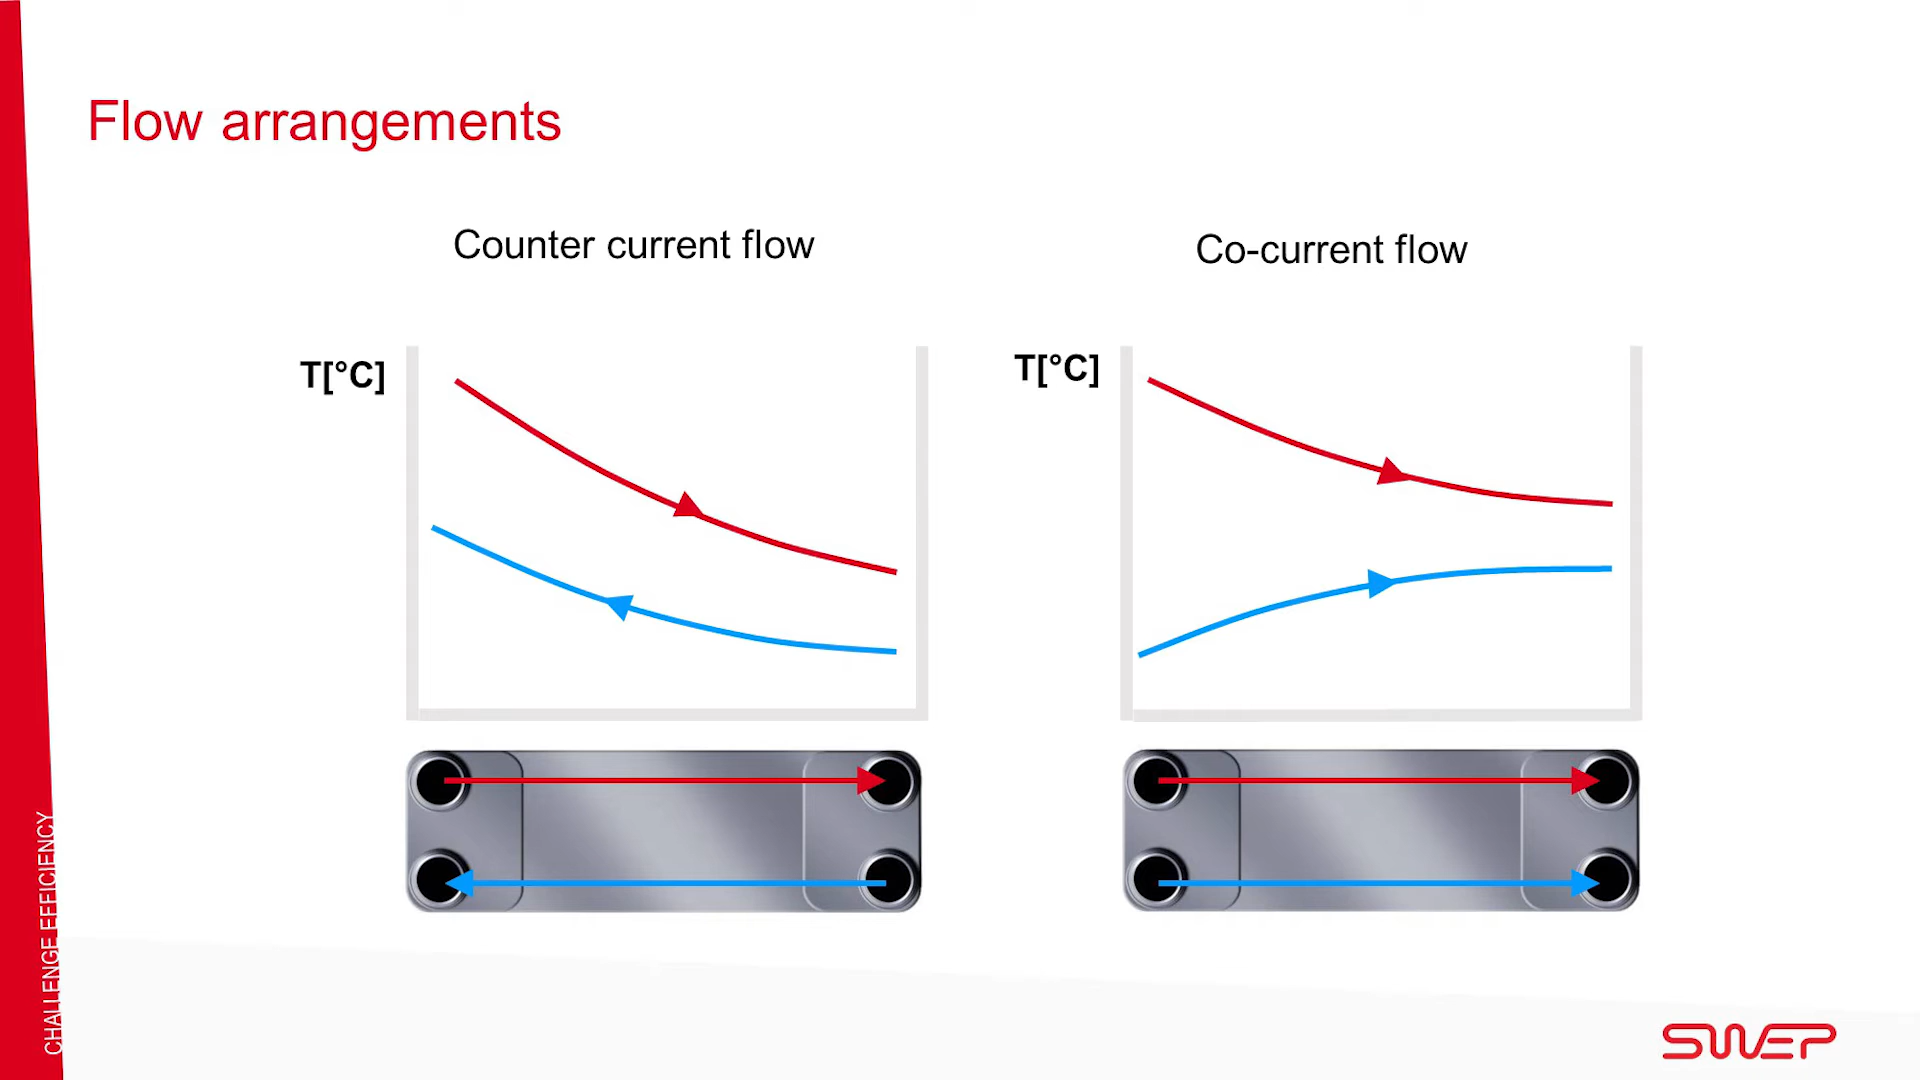 Flow arrangements
Counter current flow
Co-current flow
T[°C]
T[°C]
CHALLENGE EFFICIENCY
SWEP